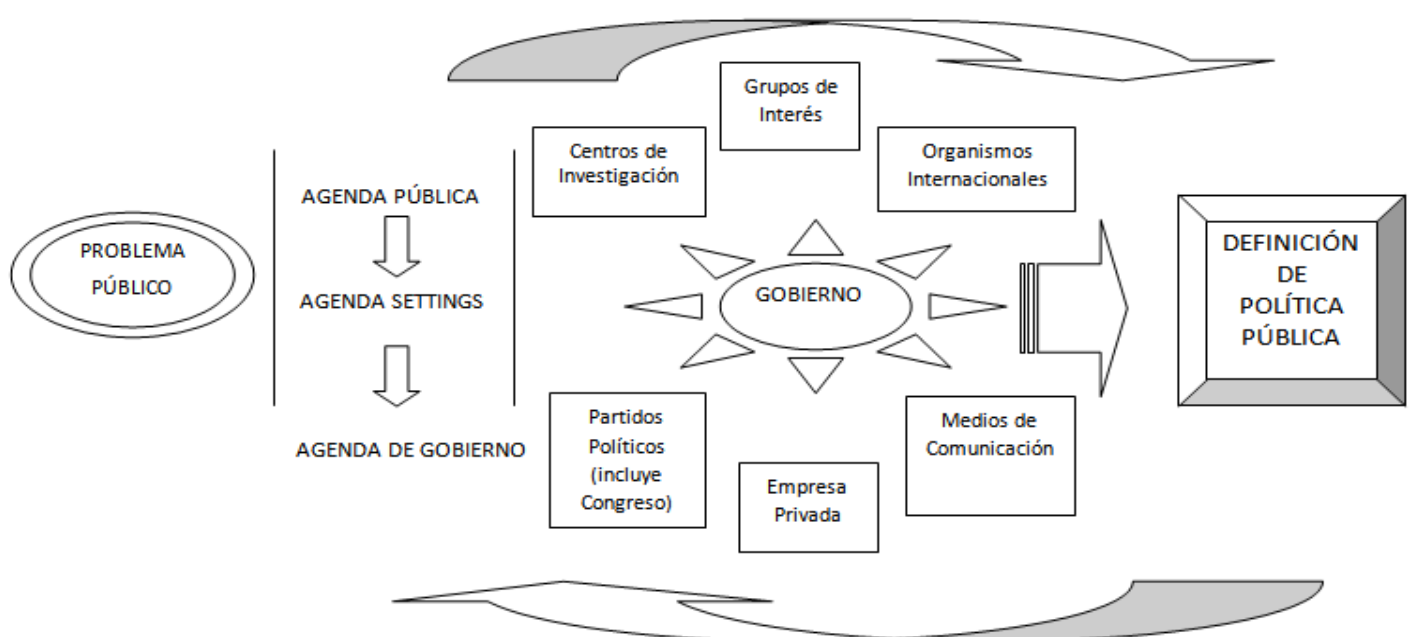 PROBLEMA
PÚBLICO
AGENDA PÚBLICA
AGENDA SETTINGS
AGENDA DE GOBIERNO
Centros de
Investigación
Grupos de
Interés
Organismos
Internacionales
GOBIERNO
Partidos
Políticos
(incluye
Congreso)
Empresa
Privada
Medios de
Comunicación
DEFINICIÓN
DE
POLÍTICA
PÚBLICA